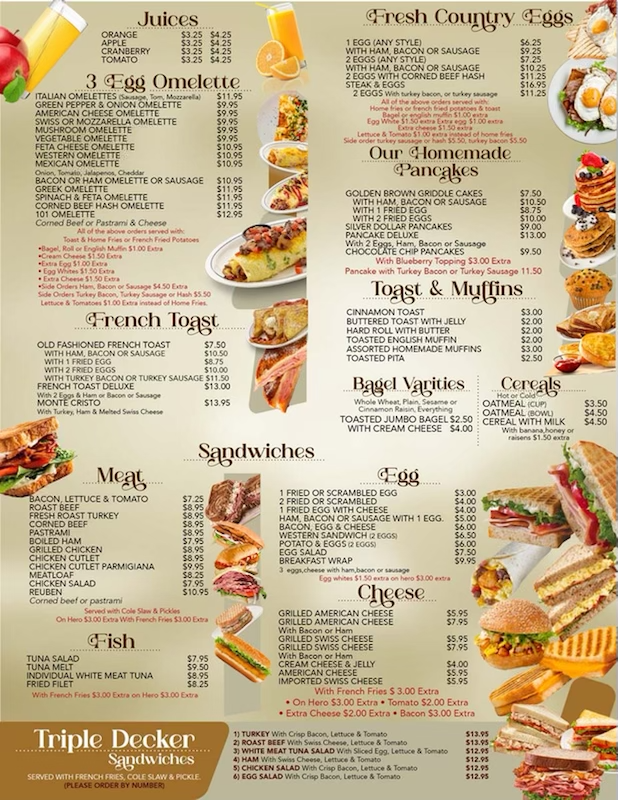 Juices
ORANGE $3.25 $4.25
APPLE $3.25 $4.25
CRANBERRY $3.25 $4.25
TOMATO $3.25 $4.25
3 Egg Omelette
ITALIAN OMELETTES (Sausage, Tom, Mozzarella) $11.95
GREEN PEPPER & ONION OMELETTE $9.95
AMERICAN CHEESE OMELETTE $9.95
SWISS OR MOZZARELLA OMELETTE $9.95
MUSHROOM OMELETTE $9.95
VEGETABLE OMELETTE $9.95
FETA CHEESE OMELETTE $10.95
WESTERN OMELETTE $10.95
MEXICAN OMELETTE $10.95
Onion, Tomato, Jalapenos, Cheddar
BACON OR HAM OMELETTE OR SAUSAGE $10.95
GREEK OMELETTE $11.95
SPINACH & FETA OMELETTE $11.95
CORNED BEEF HASH OMELETTE $11.95
101 OMELETTE $12.95
Corned Beef or Pastrami & Cheese
All of the above orders served with:
Toast & Home Fries or French Fried Potatoes
•Bagel, Roll or English Muffin $1.00 Extra
•Cream Cheese $1.50 Extra
•Extra Egg $1.00 Extra
• Egg Whites $1.50 Extra
• Extra Cheese $1.50 Extra
•Side Orders Ham, Bacon or Sausage $4.50 Extra
Side Orders Turkey Bacon, Turkey Sausage or Hash $5.50
Lettuce & Tomatoes $1.00 Extra instead of Home Fries.
French Toast
OLD FASHIONED FRENCH TOAST $7.50
WITH HAM, BACON OR SAUSAGE $10.50
WITH 1 FRIED EGG $8.75
WITH 2 FRIED EGGS $10.00
WITH TURKEY BACON OR TURKEY SAUSAGE $11.50
FRENCH TOAST DELUXE $13.00
With 2 Eggs & Ham or Bacon or Sausage
MONTE CRISTO $13.95
With Turkey, Ham & Melted Swiss Cheese
Fresh Country Eggs
1 EGG (ANY STYLE) $6.25
WITH HAM, BACON OR SAUSAGE $9.25
2 EGGS (ANY STYLE) $7.25
WITH HAM, BACON OR SAUSAGE $10.25
2 EGGS WITH CORNED BEEF HASH $11.25
STEAK & EGGS $16.95
2 EGGS With turkey bacon, or turkey sausage $11.25
All of the above orders served with:
Home fries or french fried potatoes & toast
Bagel or english muffin $1.00 extra
Egg White $1.50 extra Extra egg $1.00 extra
Extra cheese $1.50 extra
Lettuce & Tomato $1.00 extra instead of home fries
Side order turkey sausage or hash $5.50, turkey bacon $5.50
Our Homemade
Pancakes
GOLDEN BROWN GRIDDLE CAKES $7.50
WITH HAM, BACON OR SAUSAGE $10.50
WITH 1 FRIED EGG $8.75
WITH 2 FRIED EGGS $10.00
SILVER DOLLAR PANCAKES $9.00
PANCAKE DELUXE $13.00
With 2 Eggs, Ham, Bacon or Sausage
CHOCOLATE CHIP PANCAKES $9.50
With Blueberry Topping $3.00 Extra
Pancake with Turkey Bacon or Turkey Sausage 11.50
Toast & Muffins
CINNAMON TOAST $3.00
BUTTERED TOAST WITH JELLY $2.00
HARD ROLL WITH BUTTER $2.00
TOASTED ENGLISH MUFFIN $2.00
ASSORTED HOMEMADE MUFFINS $3.00
TOASTED PITA $2.50
Bagel Varities
Whole Wheat, Plain, Sesame or
Cinnamon Raisin, Everything
TOASTED JUMBO BAGEL $2.50
WITH CREAM CHEESE $4.00
Cereals
Hot or Cold
OATMEAL (CUP) $3.50
OATMEAL (BOWL) $4.50
CEREAL WITH MILK $4.50
With banana,honey or
raisens $1.50 extra
Sandwiches
Meat
BACON, LETTUCE & TOMATO $7.25
ROAST BEEF $8.95
FRESH ROAST TURKEY $8.95
CORNED BEEF $8.95
PASTRAMI $8.95
BOILED HAM $7.95
GRILLED CHICKEN $8.95
CHICKEN CUTLET $8.95
CHICKEN CUTLET PARMIGIANA $9.95
MEATLOAF $8.25
CHICKEN SALAD $7.95
REUBEN $10.95
Corned beef or pastrami
Served with Cole Slaw & Pickles
On Hero $3.00 Extra With French Fries $3.00 Extra
Fish
TUNA SALAD $7.95
TUNA MELT $9.50
INDIVIDUAL WHITE MEAT TUNA $8.95
FRIED FILET $8.25
With French Fries $3.00 Extra on Hero $3.00 Extra
Egg
1 FRIED OR SCRAMBLED EGG $3.00
2 FRIED OR SCRAMBLED $4.00
1 FRIED EGG WITH CHEESE $4.00
HAM, BACON OR SAUSAGE WITH 1 EGG. $5.00
BACON, EGG & CHEESE $6.00
WESTERN SANDWICH (2 EGGS) $6.50
POTATO & EGGS (2 EGGS) $6.00
EGG SALAD $7.50
BREAKFAST WRAP $9.95
3 eggs,cheese with ham,bacon or sausage
Egg whites $1.50 extra on hero $3.00 extra
Cheese
GRILLED AMERICAN CHEESE $5.95
GRILLED AMERICAN CHEESE $7.95
With Bacon or Ham
GRILLED SWISS CHEESE $5.95
GRILLED SWISS CHEESE $7.95
With Bacon or Ham
CREAM CHEESE & JELLY $4.00
AMERICAN CHEESE $5.95
IMPORTED SWISS CHEESE $5.95
With French Fries $ 3.00 Extra
• On Hero $3.00 Extra • Tomato $2.00 Extra
• Extra Cheese $2.00 Extra • Bacon $3.00 Extra
Triple Decker
Sandwiches
SERVED WITH FRENCH FRIES, COLE SLAW & PICKLE.
(PLEASE ORDER BY NUMBER)
1) TURKEY With Crisp Bacon, Lettuce & Tomato $13.95
2) ROAST BEEF With Swiss Cheese, Lettuce & Tomato $13.95
3) WHITE MEAT TUNA SALAD With Sliced Egg, Lettuce & Tomato $12.95
4) HAM With Swiss Cheese, Lettuce & Tomato $12.95
5) CHICKEN SALAD With Crisp Bacon, Lettuce & Tomato $12.95
6) EGG SALAD With Crisp Bacon, Lettuce & Tomato $12.95